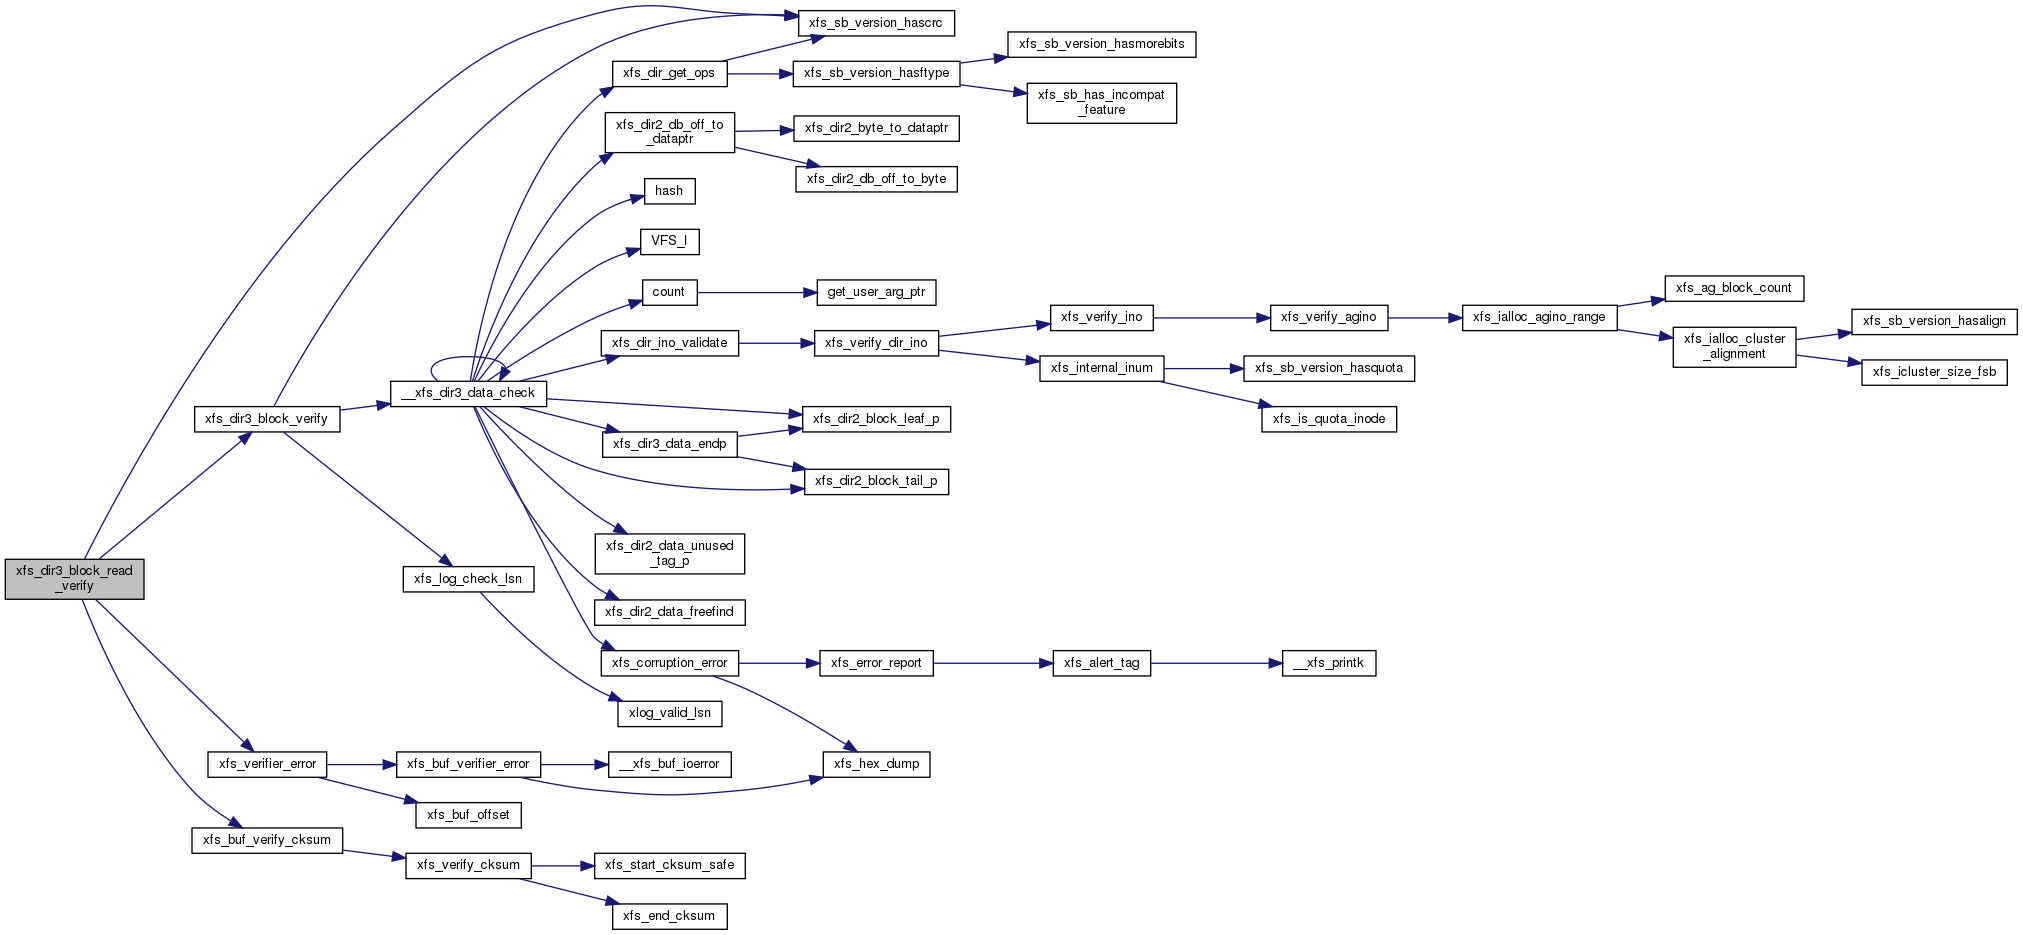 xfs_sb_version_hascrc
xfs_sb_version_hasmorebits
xfs_dir_get_ops
xfs_sb_version_hasftype
xfs_sb_has_incompat
_feature
xfs_dir2_db_off_to
_dataptr
xfs_dir2_byte_to_dataptr
xfs_dir2_db_off_to_byte
hash
VFS_I
count
get_user_arg_ptr
xfs_ag_block_count
xfs_verify_ino
xfs_verify_agino
xfs_ialloc_agino_range
xfs_sb_version_hasalign
xfs_dir_ino_validate
xfs_verify_dir_ino
xfs_ialloc_cluster
_alignment
xfs_internal_inum
xfs_sb_version_hasquota
xfs_icluster_size_fsb
__xfs_dir3_data_check
xfs_dir3_block_verify
xfs_dir2_block_leaf_p
xfs_is_quota_inode
xfs_dir3_data_endp
xfs_dir2_block_tail_p
xfs_dir2_data_unused
_tag_p
xfs_dir3_block_read
_verify
xfs_log_check_lsn
xfs_dir2_data_freefind
xfs_corruption_error
xfs_error_report
xfs_alert_tag
__xfs_printk
xlog_valid_lsn
xfs_verifier_error
xfs_buf_verifier_error
__xfs_buf_ioerror
xfs_hex_dump
xfs_buf_offset
xfs_buf_verify_cksum
xfs_verify_cksum
xfs_start_cksum_safe
xfs_end_cksum